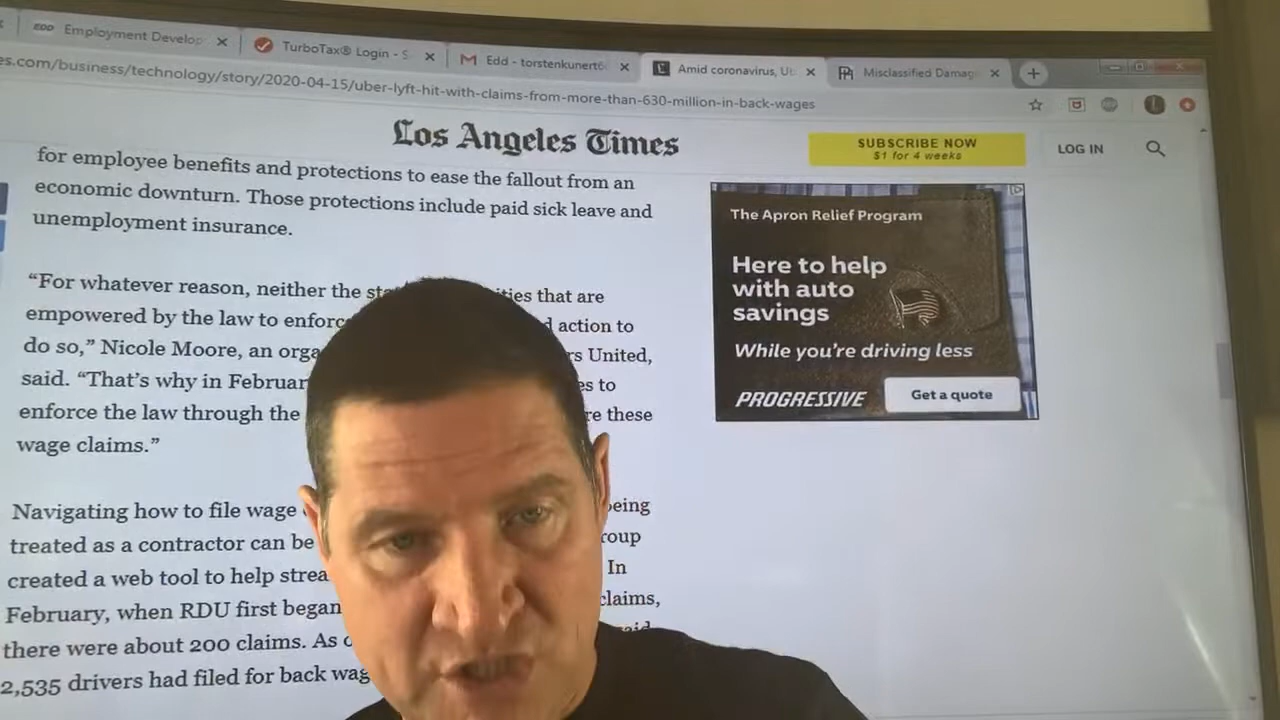 EDD Employment Develop
TurboTax® Login - S
Edd - torstenkunert6
Amid coronavirus, Ub
Misclassified Damag
es.com/business/technology/story/2020-04-15/uber-lyft-hit-with-claims-from-more-than-630-million-in-back-wages
Los Angeles Times
SUBSCRIBE NOW
$1 for 4 weeks
LOG IN
for employee benefits and protections to ease the fallout from an
economic downturn. Those protections include paid sick leave and
unemployment insurance.
“For whatever reason, neither the ities that are
empowered by the law to enforc action to
do so,” Nicole Moore, an orga rs United,
said. “That’s why in Februar es to
enforce the law through the re these
wage claims.”
Navigating how to file wage being
treated as a contractor can be roup
created a web tool to help strea In
February, when RDU first began claims,
there were about 200 claims. As said
2,535 drivers had filed for back wag
The Apron Relief Program
Here to help
with auto
savings
While you’re driving less
PROGRESSIVE
Get a quote